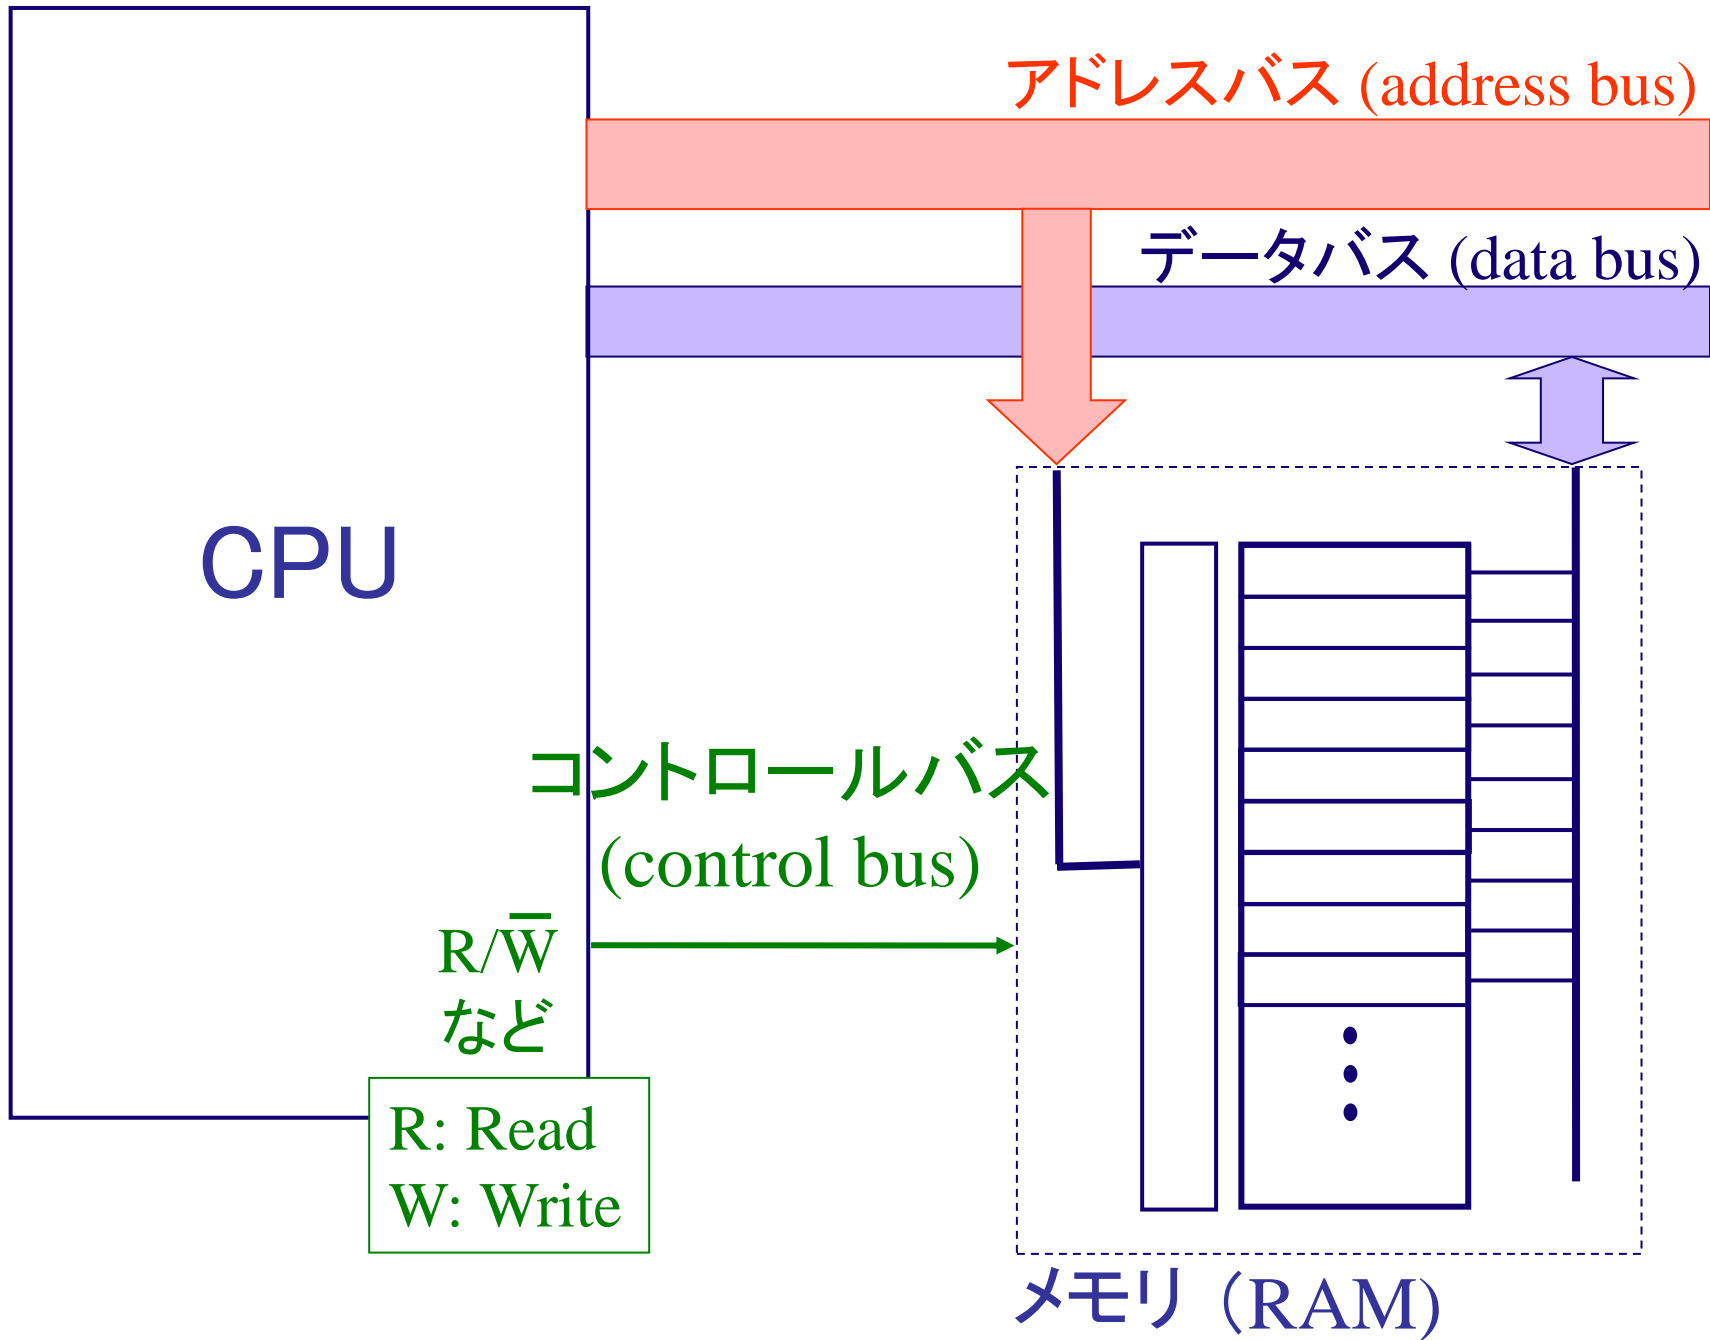 アドレスバス (address bus)
データバス (data bus)
CPU
コントロールバス
(control bus)
R/W̅
など
R: Read
W: Write
メモリ（RAM)